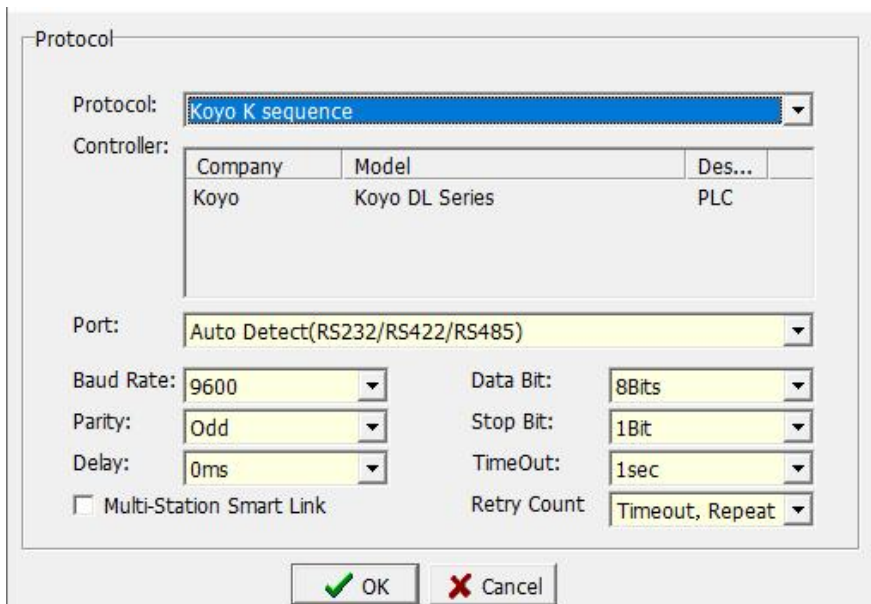 Protocol
Protocol: Koyo K sequence
Controller:
Company Model Des...
Koyo Koyo DL Series PLC
Port: Auto Detect(RS232/RS422/RS485)
Baud Rate: 9600 Data Bit: 8Bits
Parity: Odd Stop Bit: 1Bit
Delay: 0ms TimeOut: 1sec
Multi-Station Smart Link Retry Count Timeout, Repeat
OK Cancel